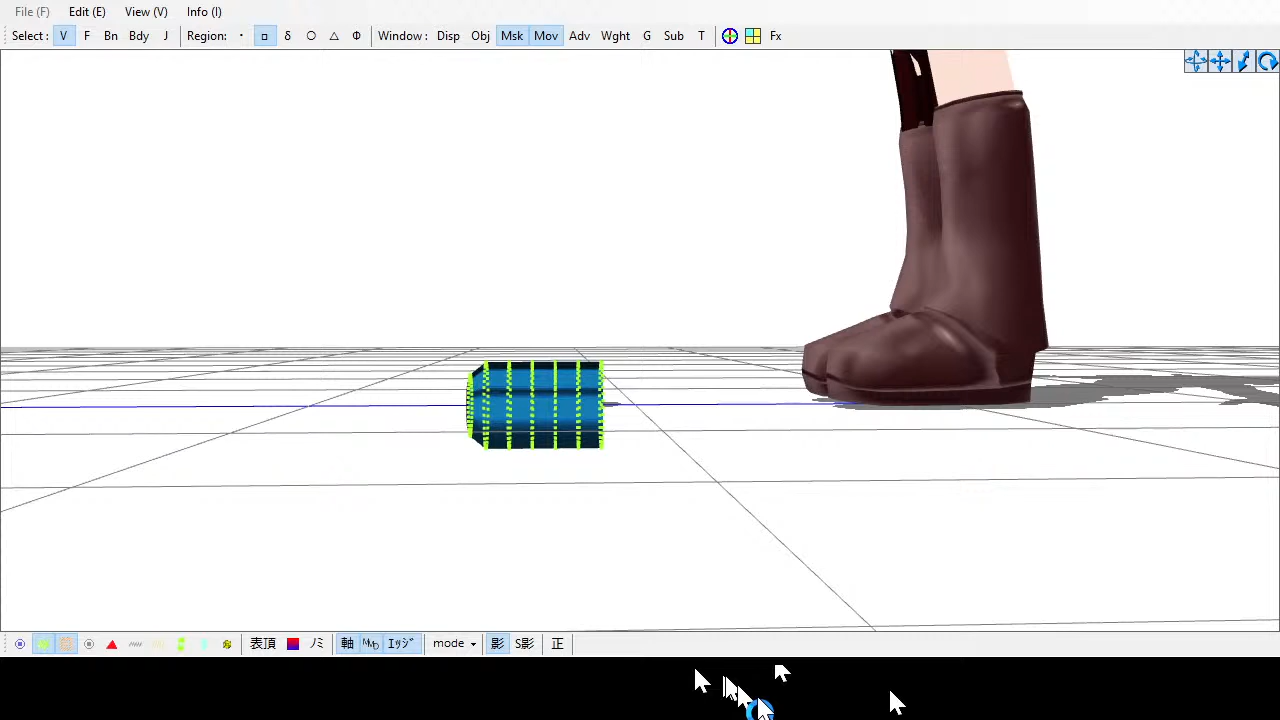 File (F) Edit (E) View (V) Info (I)
Select : V F Bn Bdy J Region: · □ δ O △ Φ Window : Disp Obj Msk Mov Adv Wght G Sub T Fx
表頂 ノミ 軸 エッジ mode 影 S影 正